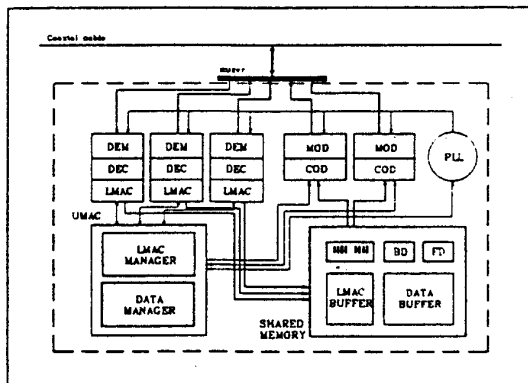 Coaxial cable
DEM DEM DEM MOD MOD
DEC DEC DEC COD COD PLL
LMAC LMAC LMAC
UMAC
LMAC
MANAGER
DATA
MANAGER
BD FD
LMAC
BUFFER
DATA
BUFFER
SHARED
MEMORY